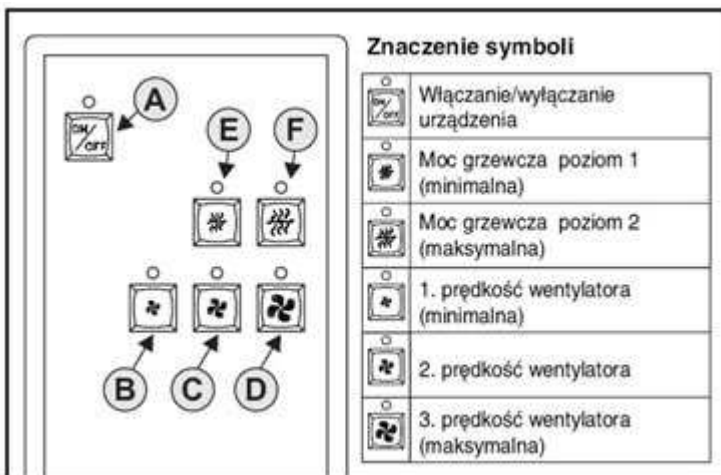 Znaczenie symboli
A
ON/OFF
E
F
B
C
D
ON/OFF
Włączanie/wyłączanie
urządzenia
Moc grzewcza poziom 1
(minimalna)
Moc grzewcza poziom 2
(maksymalna)
1. prędkość wentylatora
(minimalna)
2. prędkość wentylatora
3. prędkość wentylatora
(maksymalna)